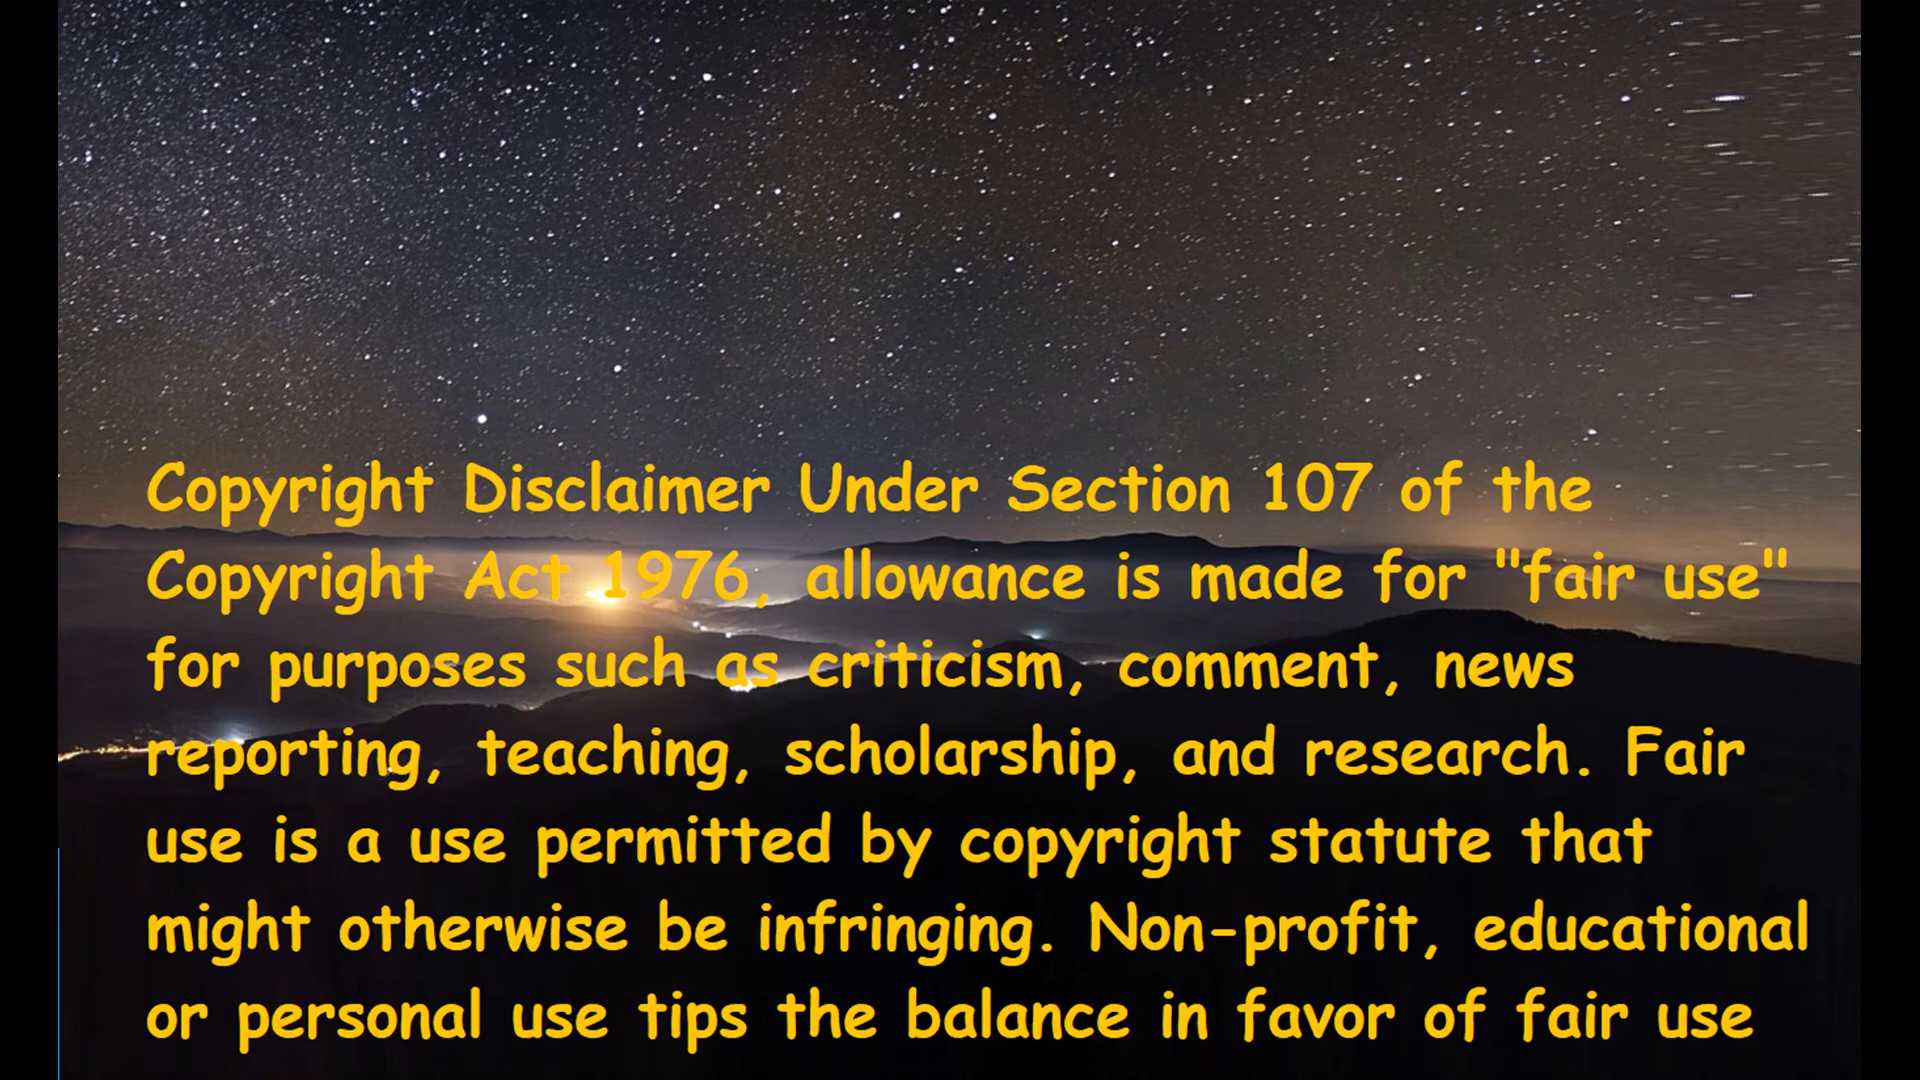 Copyright Disclaimer Under Section 107 of the
Copyright Act 1976, allowance is made for "fair use"
for purposes such as criticism, comment, news
reporting, teaching, scholarship, and research. Fair
use is a use permitted by copyright statute that
might otherwise be infringing. Non-profit, educational
or personal use tips the balance in favor of fair use